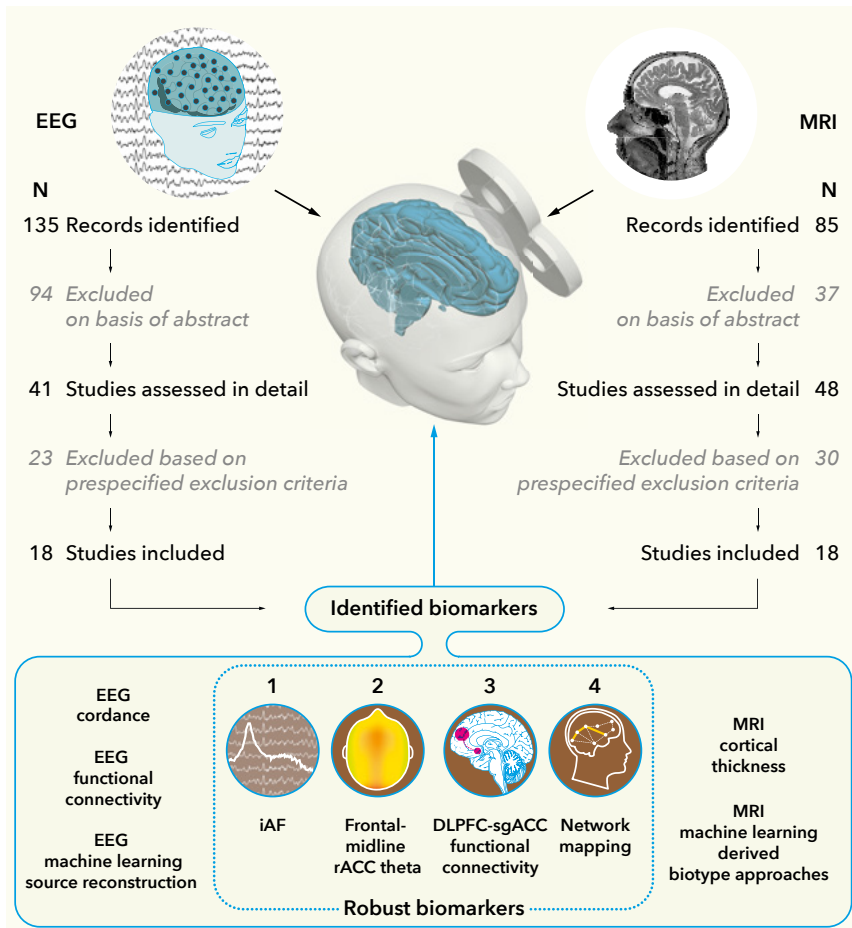 EEG
N
135 Records identified
94 Excluded
on basis of abstract
41 Studies assessed in detail
23 Excluded based on
prespecified exclusion criteria
18 Studies included
MRI
N
Records identified 85
Excluded 37
on basis of abstract
Studies assessed in detail 48
Excluded based on 30
prespecified exclusion criteria
Studies included 18
Identified biomarkers
EEG
cordance
EEG
functional
connectivity
EEG
machine learning
source reconstruction
1
iAF
2
Frontal-
midline
rACC theta
3
DLPFC-sgACC
functional
connectivity
4
Network
mapping
Robust biomarkers
MRI
cortical
thickness
MRI
machine learning
derived
biotype approaches